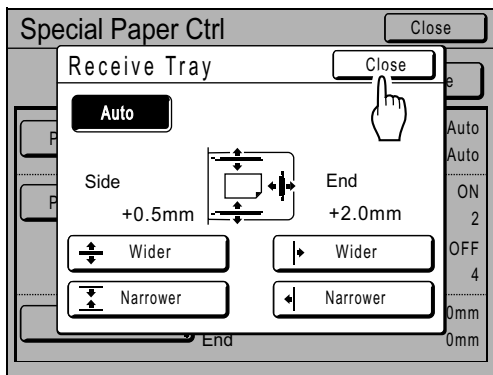 Special Paper Ctrl
Close
Receive Tray
Close
e
Auto
P
Auto
Auto
Side
End
+0.5mm
+2.0mm
P
ON
2
Wider
Wider
OFF
4
Narrower
Narrower
0mm
End
0mm